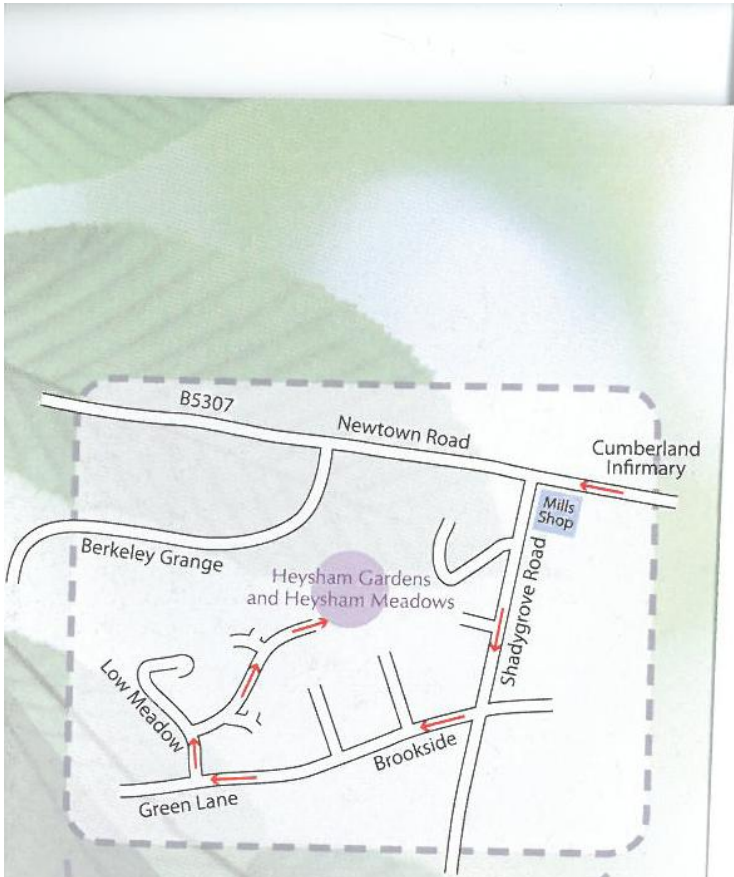 B5307
Newtown Road
Cumberland
Infirmary
Mills
Shop
Berkeley Grange
Heysham Gardens
and Heysham Meadows
Shadygrove Road
Low Meadow
Brookside
Green Lane